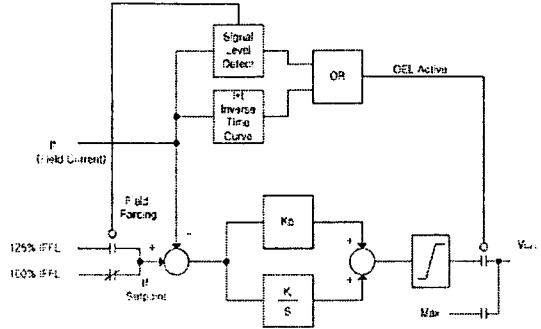 Signal
Level
Detect
OR
OEL Active
I²t
Inverse
Time
Curve
If
(Field Current)
Field
Forcing
-
125% IFFL
+
100% IFFL
If
Setpoint
Kp
K
S
+
+
Max